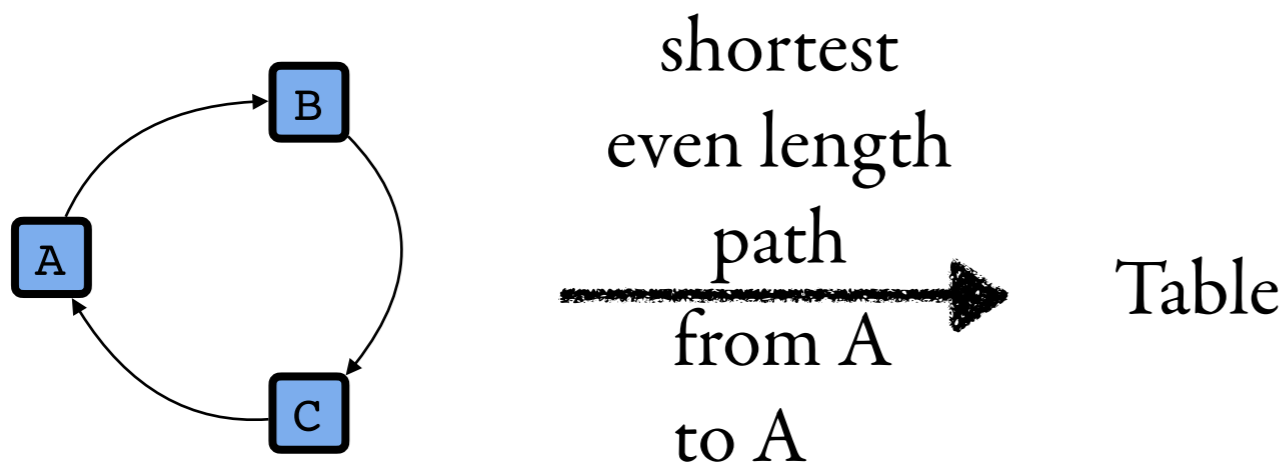 B
A
C
shortest
even length
path
from A
to A
Table